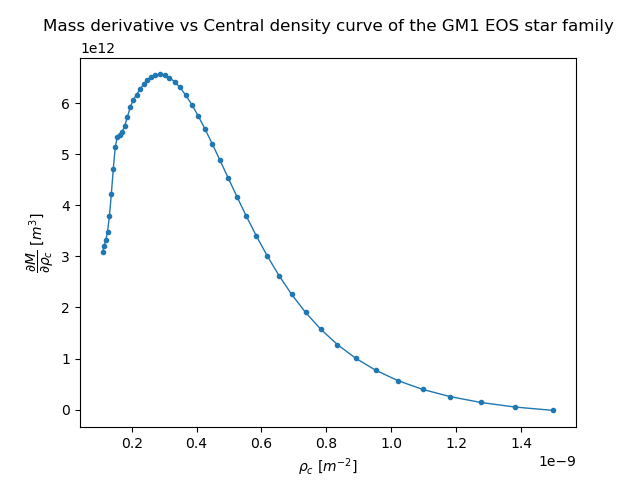 Mass derivative vs Central density curve of the GM1 EOS star family
1e12
6
5
4
3
2
1
0
∂M/∂ρc [m³]
0.2 0.4 0.6 0.8 1.0 1.2 1.4
1e−9
ρc [m⁻²]